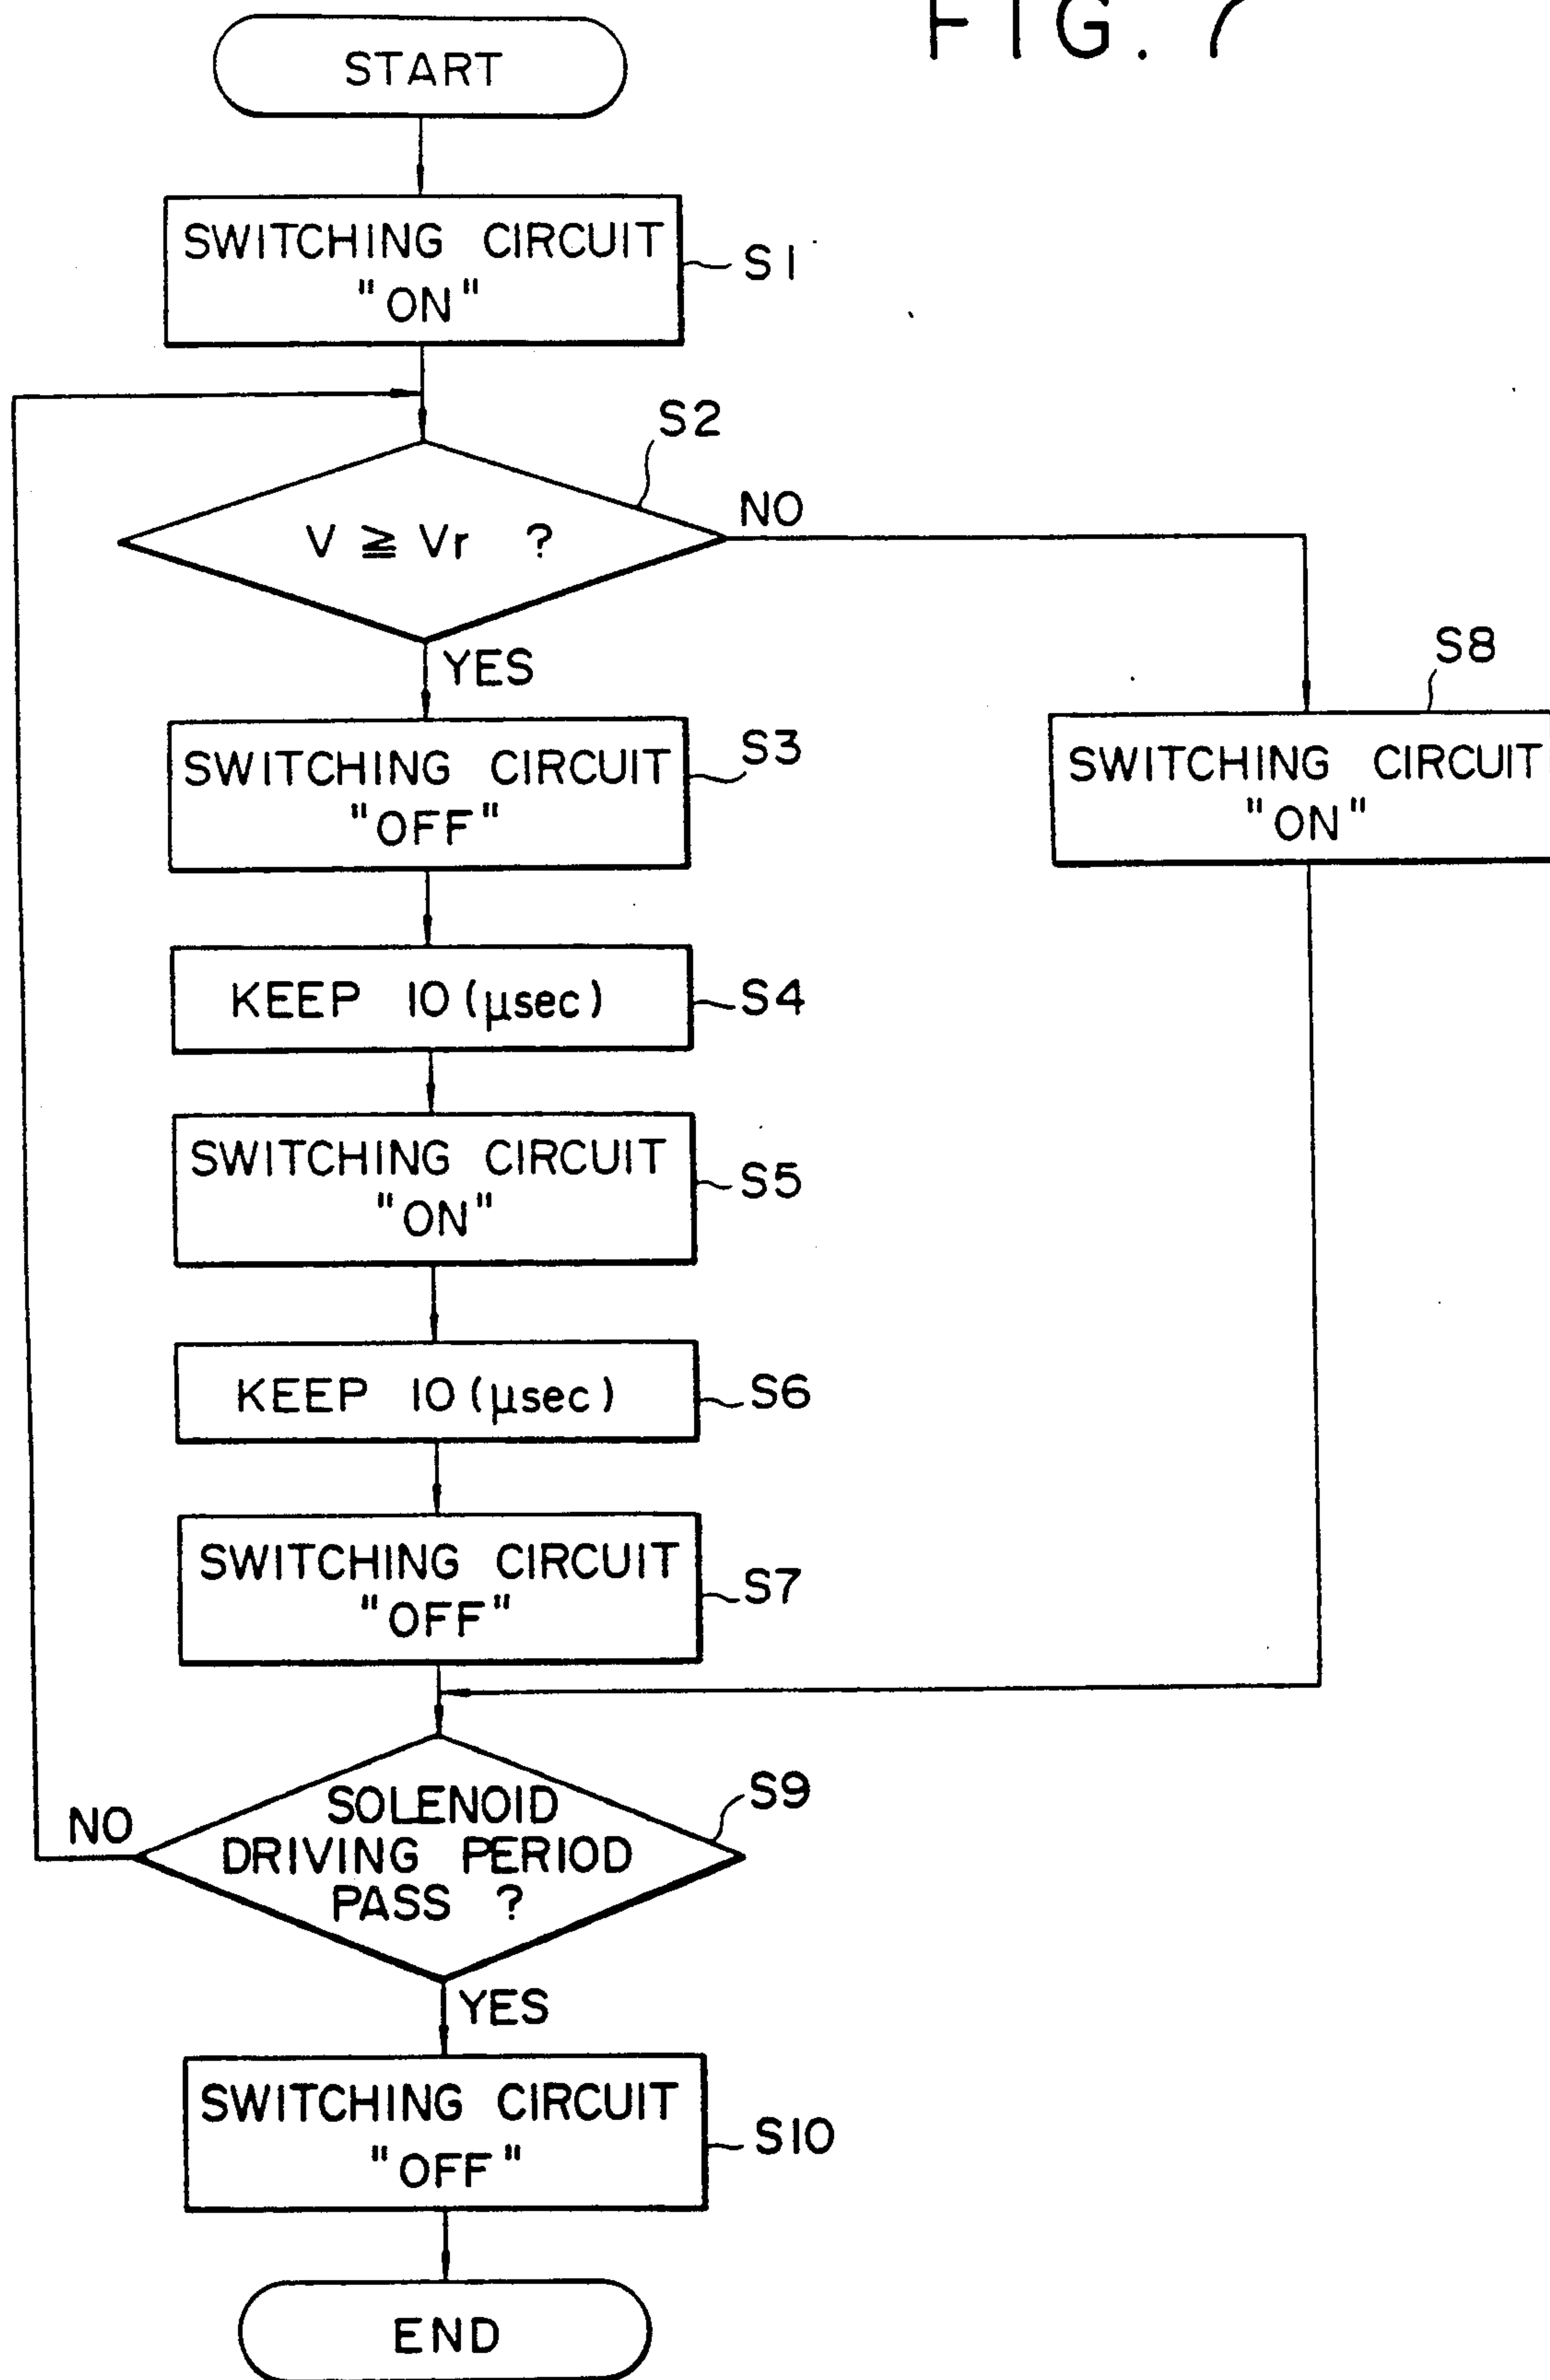 FIG. 7
START
SWITCHING CIRCUIT
"ON"
S1
S2
V ≧ Vr ?
NO
YES
S3
SWITCHING CIRCUIT
"OFF"
S8
SWITCHING CIRCUIT
"ON"
KEEP 10 (μsec)
S4
SWITCHING CIRCUIT
"ON"
S5
KEEP 10 (μsec)
S6
SWITCHING CIRCUIT
"OFF"
S7
S9
SOLENOID
DRIVING PERIOD
PASS ?
NO
YES
SWITCHING CIRCUIT
"OFF"
S10
END